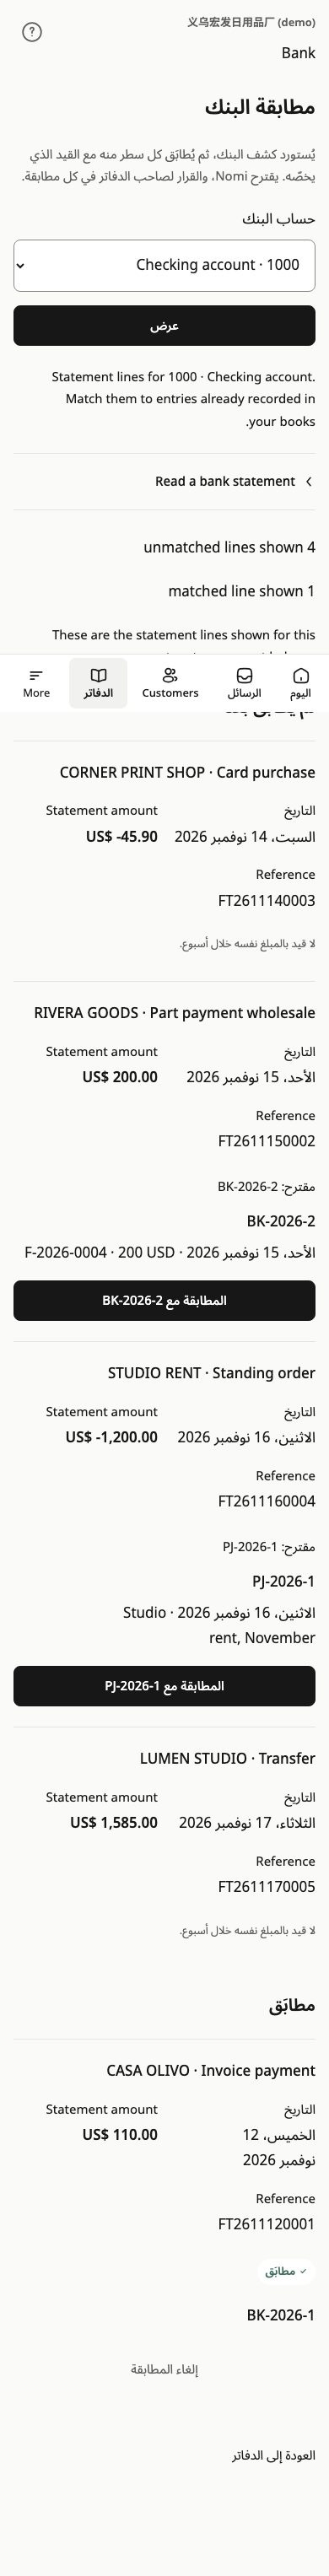 义乌宏发日用品厂 (demo)
Bank
مطابقة البنك
يُستورد كشف البنك، ثم يُطابَق كل سطر منه مع القيد الذي
يخصّه. يقترح Nomi، والقرار لصاحب الدفاتر في كل مطابقة.
حساب البنك
Checking account · 1000
عرض
Statement lines for 1000 · Checking account.
Match them to entries already recorded in
your books.
Read a bank statement
unmatched lines shown 4
matched line shown 1
These are the statement lines shown for this
اليوم
الرسائل
Customers
الدفاتر
More
CORNER PRINT SHOP · Card purchase
التاريخ
Statement amount
السبت، 14 نوفمبر 2026
US$ -45.90
Reference
FT2611140003
لا قيد بالمبلغ نفسه خلال أسبوع.
RIVERA GOODS · Part payment wholesale
التاريخ
Statement amount
الأحد، 15 نوفمبر 2026
US$ 200.00
Reference
FT2611150002
مقترح: BK-2026-2
BK-2026-2
الأحد، 15 نوفمبر 2026 · F-2026-0004 · 200 USD
المطابقة مع BK-2026-2
STUDIO RENT · Standing order
التاريخ
Statement amount
الاثنين، 16 نوفمبر 2026
US$ -1,200.00
Reference
FT2611160004
مقترح: PJ-2026-1
PJ-2026-1
الاثنين، 16 نوفمبر 2026 · Studio
rent, November
المطابقة مع PJ-2026-1
LUMEN STUDIO · Transfer
التاريخ
Statement amount
الثلاثاء، 17 نوفمبر 2026
US$ 1,585.00
Reference
FT2611170005
لا قيد بالمبلغ نفسه خلال أسبوع.
مطابَق
CASA OLIVO · Invoice payment
التاريخ
Statement amount
الخميس، 12
نوفمبر 2026
US$ 110.00
Reference
FT2611120001
مطابَق
BK-2026-1
إلغاء المطابقة
العودة إلى الدفاتر